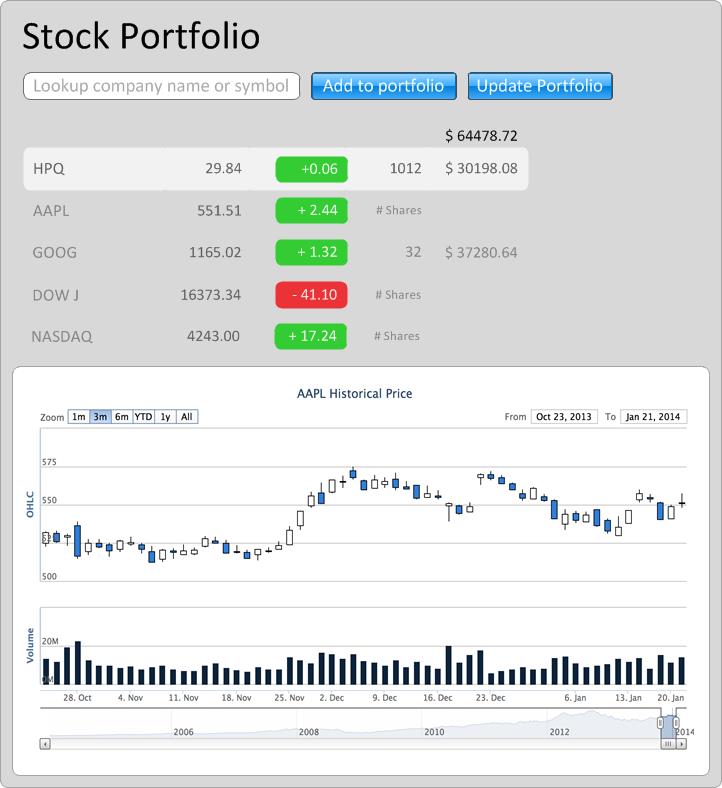 Stock Portfolio
Lookup company name or symbol Add to portfolio Update Portfolio
$ 64478.72
HPQ 29.84 +0.06 1012 $ 30198.08
AAPL 551.51 + 2.44 # Shares
GOOG 1165.02 + 1.32 32 $ 37280.64
DOW J 16373.34 - 41.10 # Shares
NASDAQ 4243.00 + 17.24 # Shares
AAPL Historical Price
Zoom 1m 3m 6m YTD 1y All From Oct 23, 2013 To Jan 21, 2014
575
OHLC
550
500
Volume
20M
28. Oct 4. Nov 11. Nov 18. Nov 25. Nov 2. Dec 9. Dec 16. Dec 23. Dec 6. Jan 13. Jan 20. Jan
2006 2008 2010 2012 2014